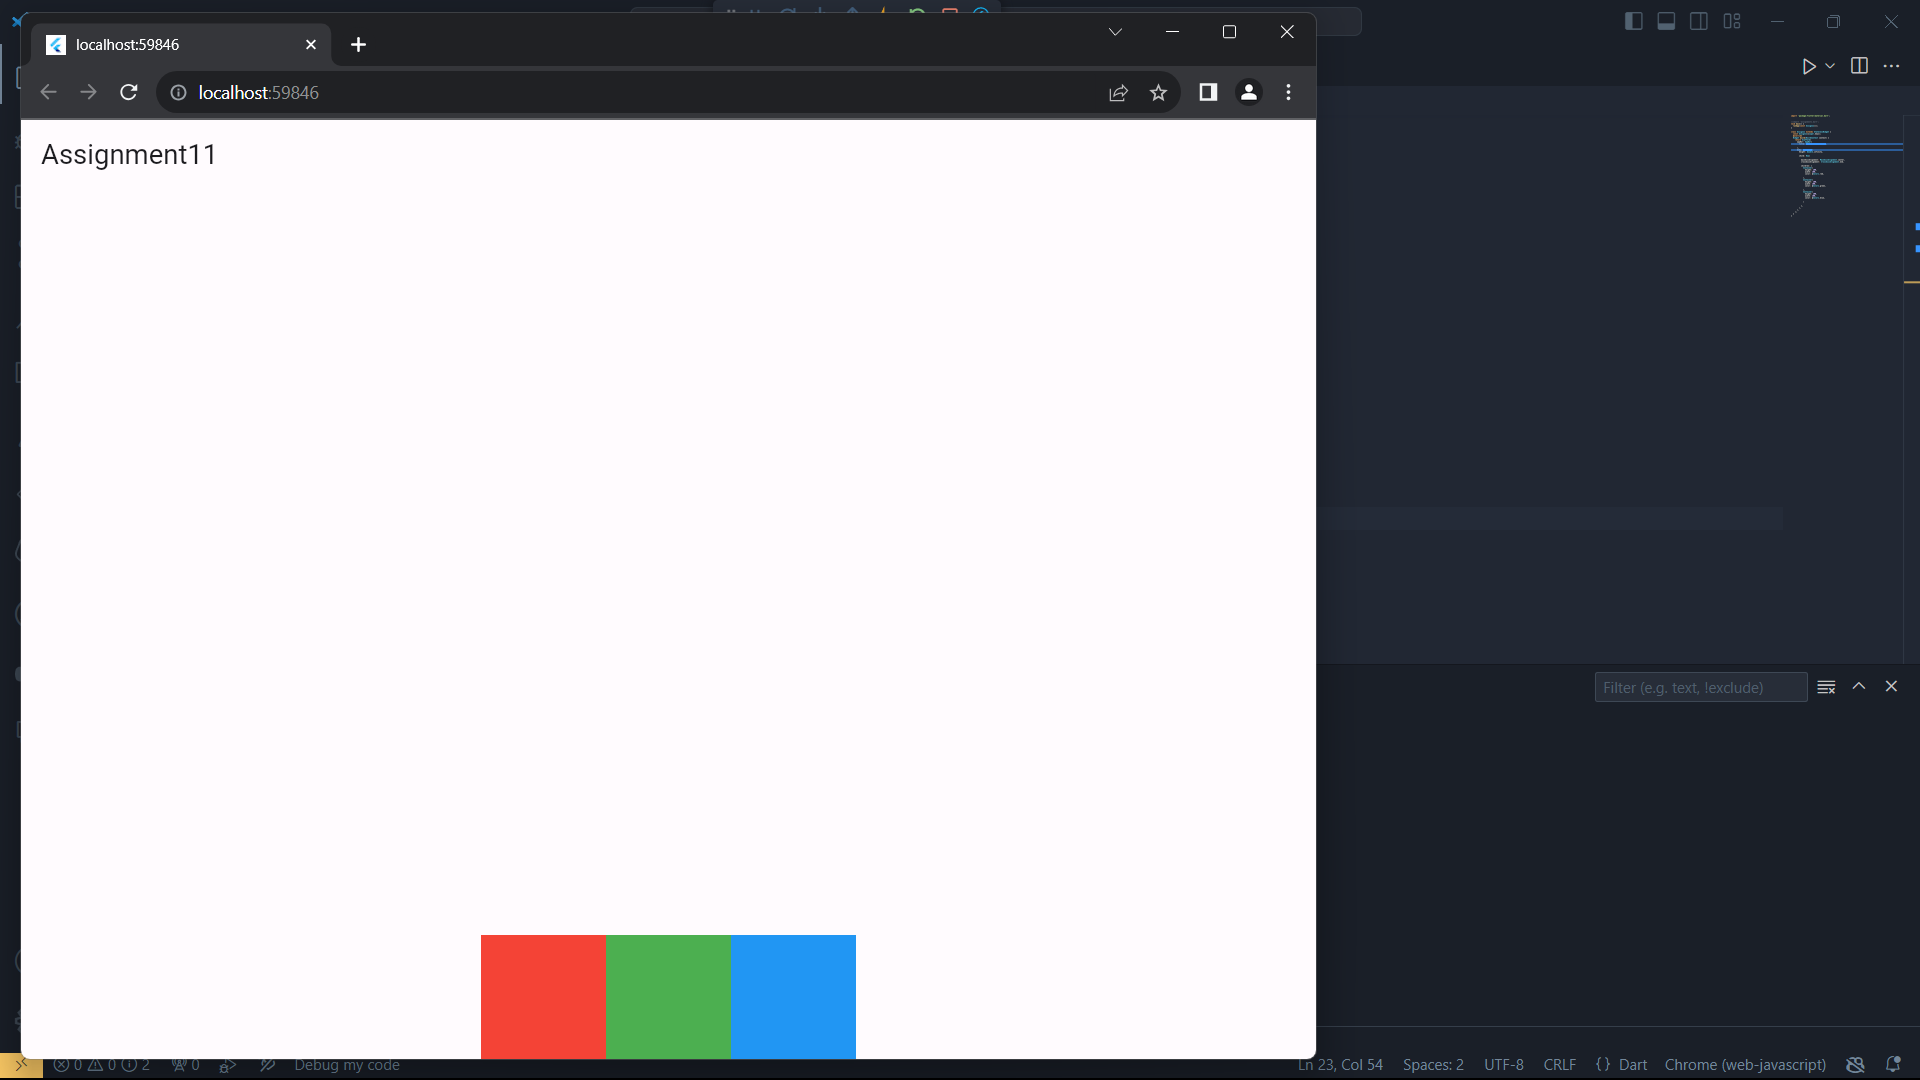 localhost:59846
localhost:59846
Assignment11
Filter (e.g. text, !exclude)
0 0 2 0 Debug my code Ln 23, Col 54 Spaces: 2 UTF-8 CRLF {} Dart Chrome (web-javascript)